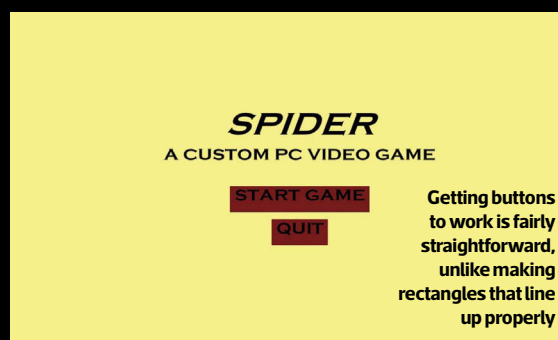 SPIDER
A CUSTOM PC VIDEO GAME
START GAME
QUIT
Getting buttons
to work is fairly
straightforward,
unlike making
rectangles that line
up properly